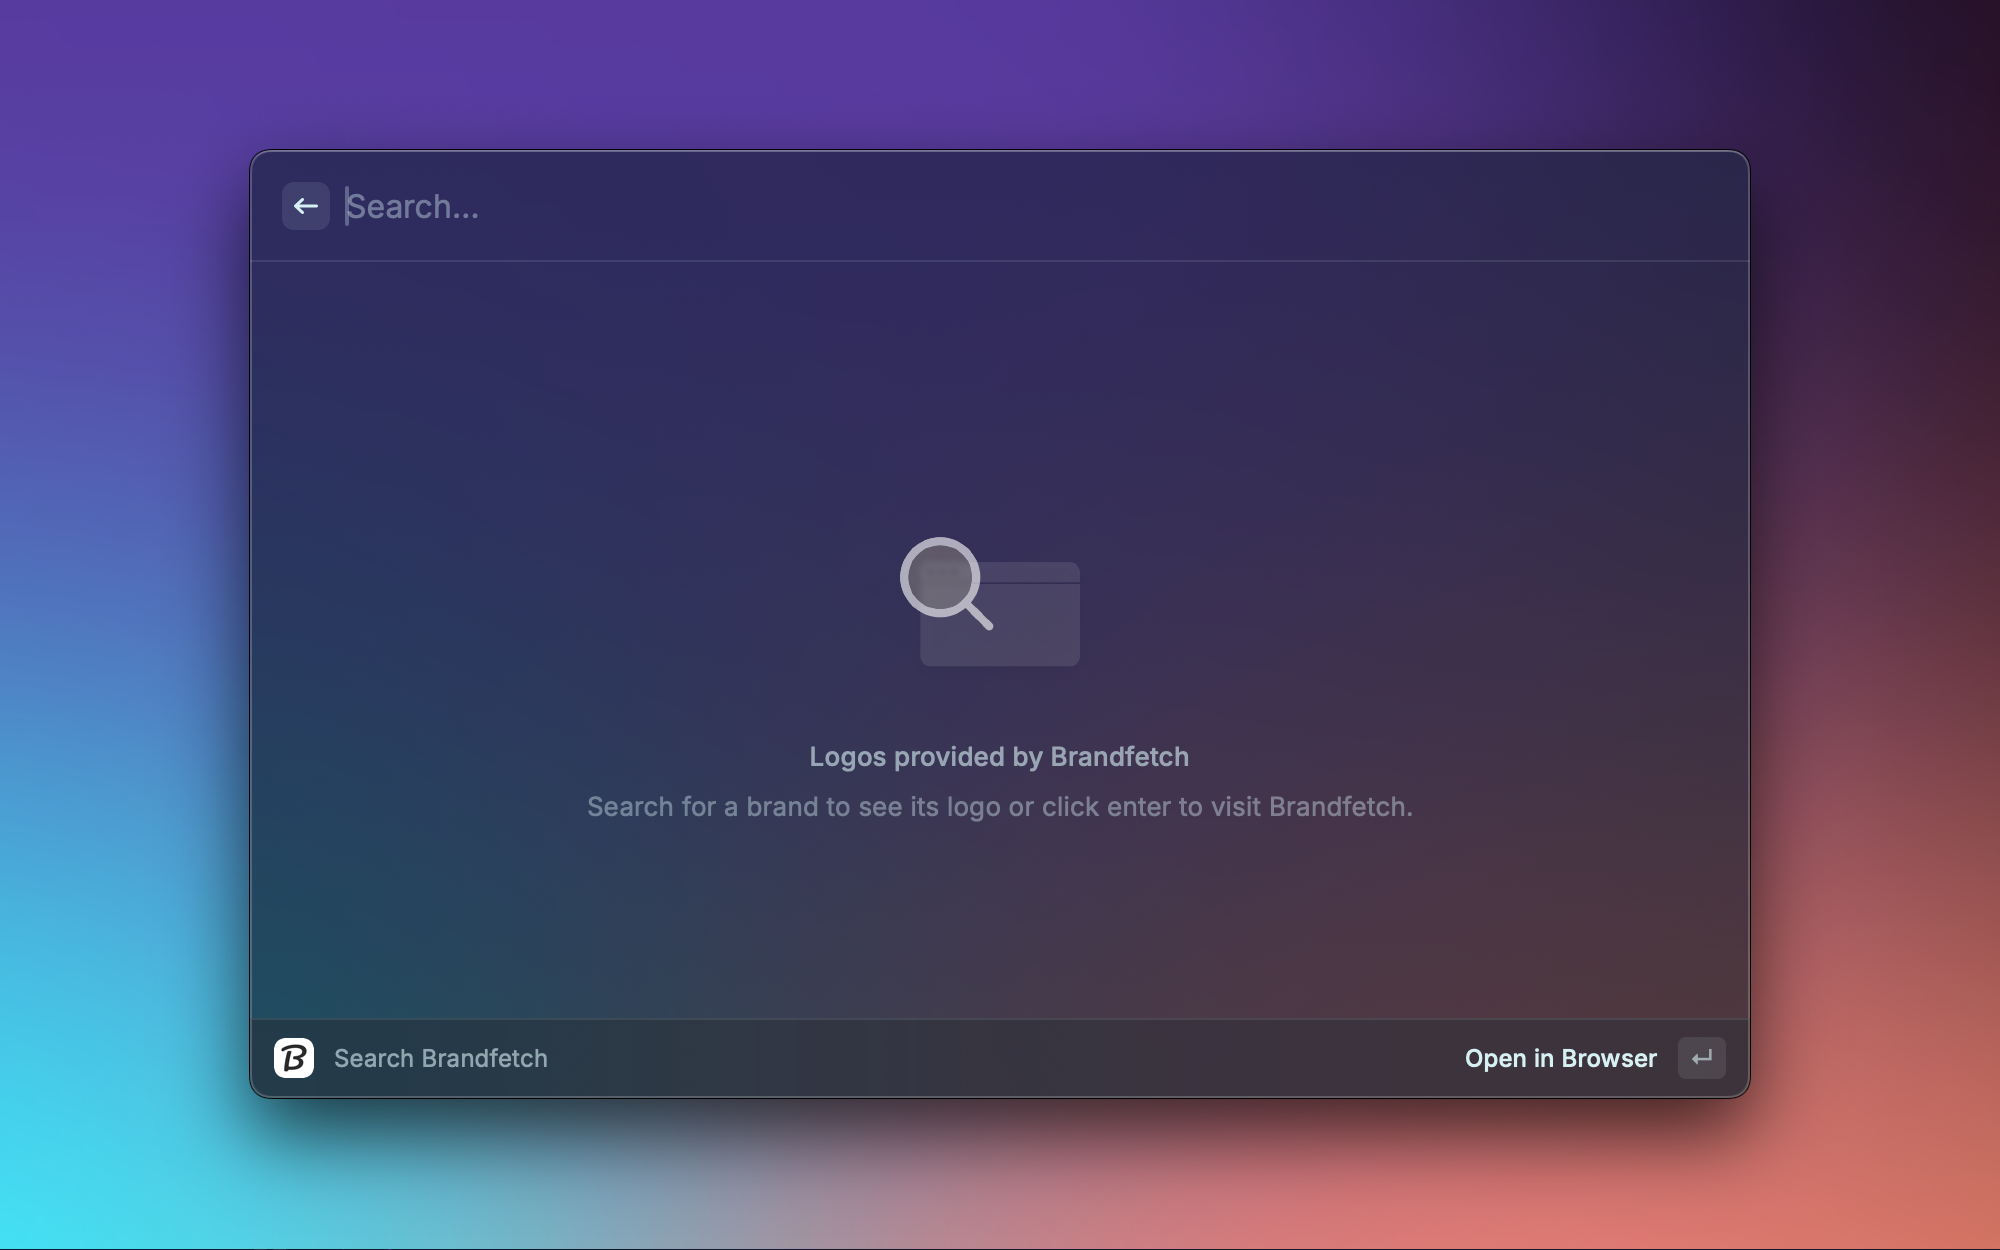 Search...
Logos provided by Brandfetch
Search for a brand to see its logo or click enter to visit Brandfetch.
B
Search Brandfetch
Open in Browser